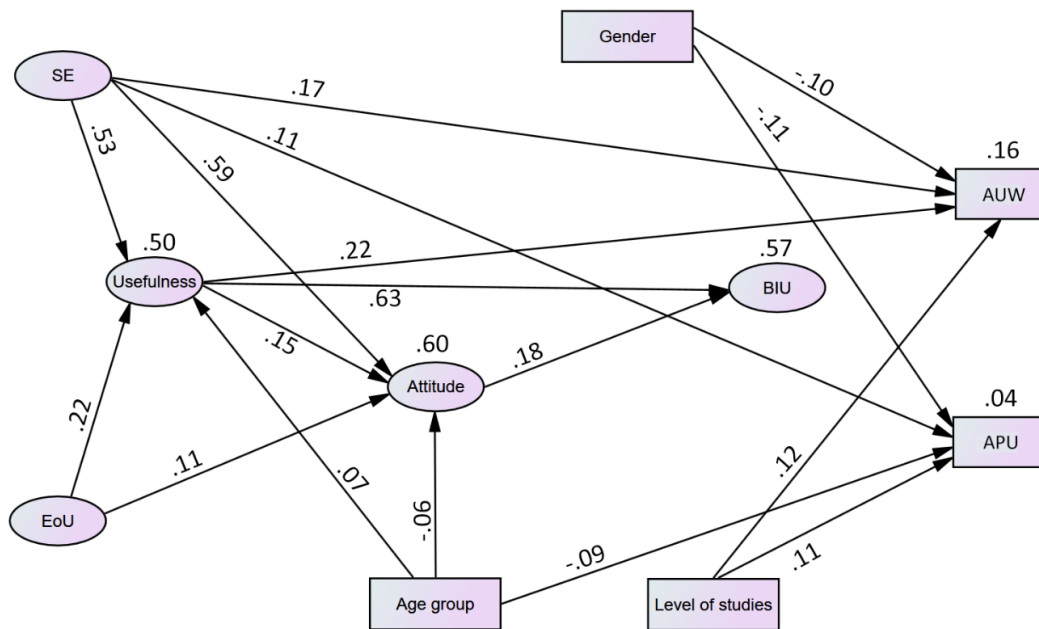 Gender
SE
.17
-.10
.53
.59
.11
-.11
.16
AUW
.50
Usefulness
.22
.57
BIU
.63
.15
.60
Attitude
.18
.22
.11
.07
-.06
.04
APU
.12
EoU
-.09
.11
Age group
Level of studies